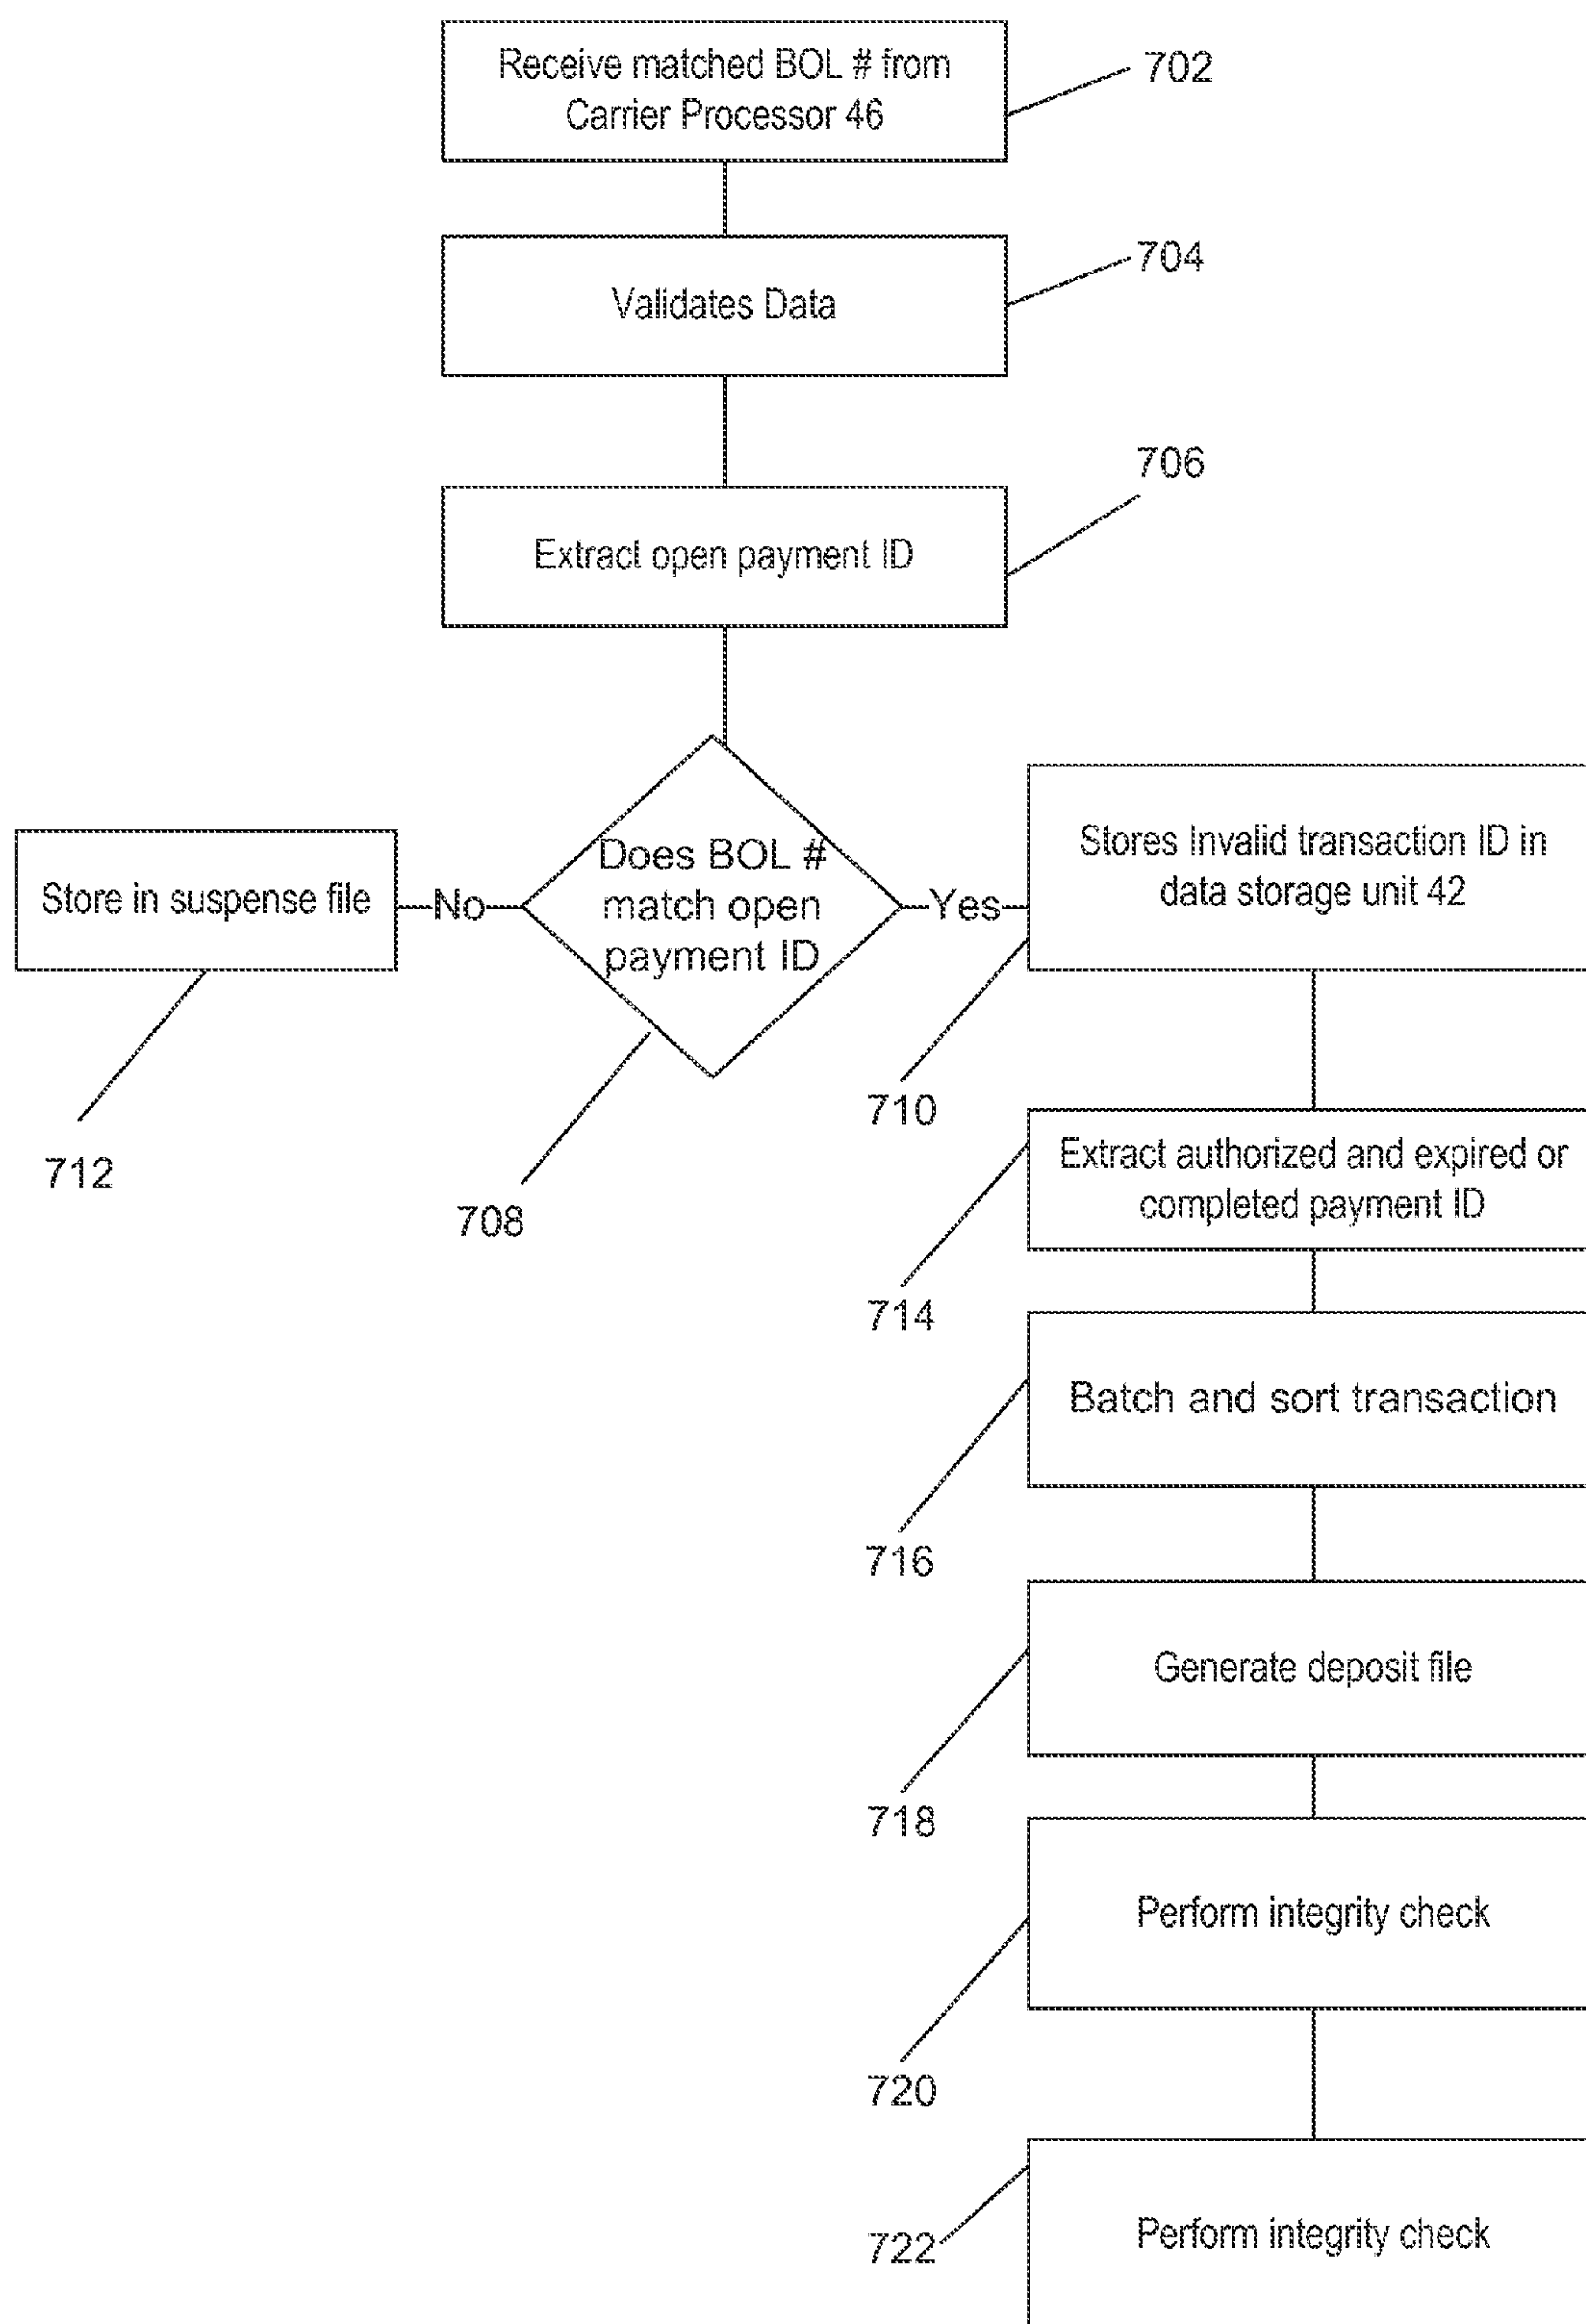 Receive matched BOL # from
Carrier Processor 46
702
Validates Data
704
706
Extract open payment ID
Does BOL #
match open
payment ID
No
Yes
Store in suspense file
712
708
Stores Invalid transaction ID in
data storage unit 42
710
Extract authorized and expired or
completed payment ID
714
Batch and sort transaction
716
Generate deposit file
718
Perform integrity check
720
Perform integrity check
722